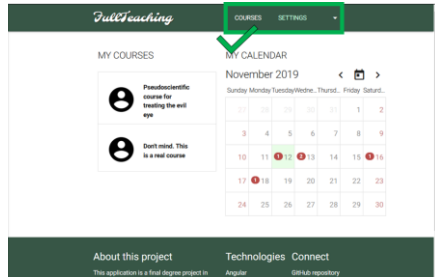 FullTeaching
COURSES SETTINGS
MY COURSES
MY CALENDAR
Pseudoscientific
course for
treating the evil
eye
Don't mind. This
is a real course
November 2019
Sunday Monday Tuesday Wedne... Thursd... Friday Saturd...
27 28 29 30 31 1 2
3 4 5 6 7 8 9
10 11 12 13 14 15 16
17 18 19 20 21 22 23
24 25 26 27 28 29 30
About this project
This application is a final degree project in
Technologies
Angular
Connect
GitHub repository